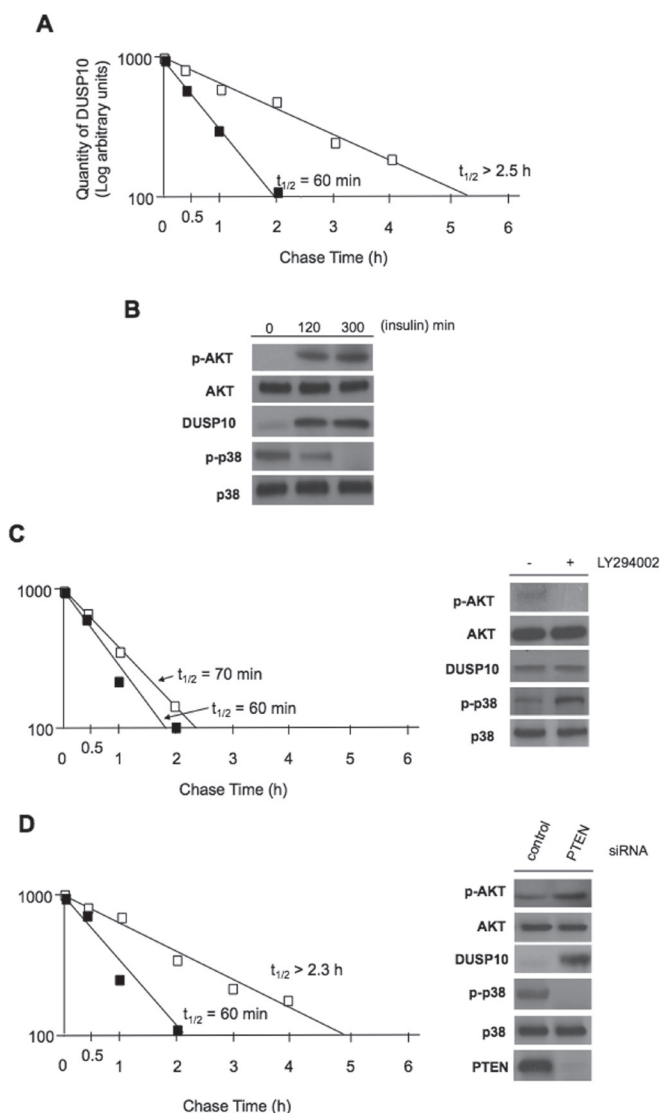 A
Quantity of DUSP10
(Log arbitrary units)
1000
100
t1/2 = 60 min
t1/2 > 2.5 h
0 0.5 1 2 3 4 5 6
Chase Time (h)
B
0 120 300 (insulin) min
p-AKT
AKT
DUSP10
p-p38
p38
C
1000
100
t1/2 = 70 min
t1/2 = 60 min
0 0.5 1 2 3 4 5 6
Chase Time (h)
- + LY294002
p-AKT
AKT
DUSP10
p-p38
p38
D
1000
100
t1/2 > 2.3 h
t1/2 = 60 min
0 0.5 1 2 3 4 5 6
Chase Time (h)
control PTEN siRNA
p-AKT
AKT
DUSP10
p-p38
p38
PTEN